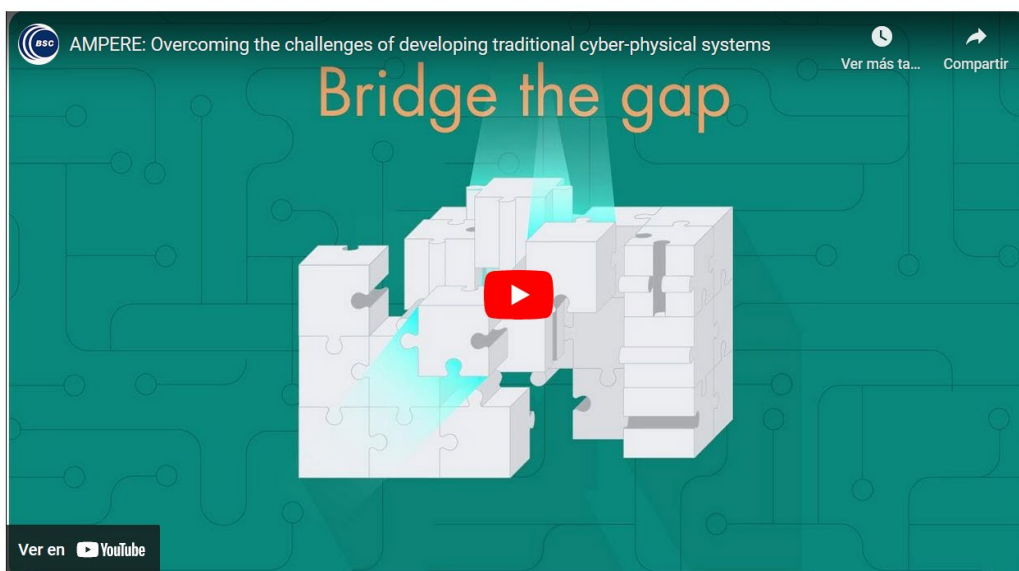 BSC
AMPERE: Overcoming the challenges of developing traditional cyber-physical systems
Ver más ta...
Compartir
Bridge the gap
Ver en YouTube